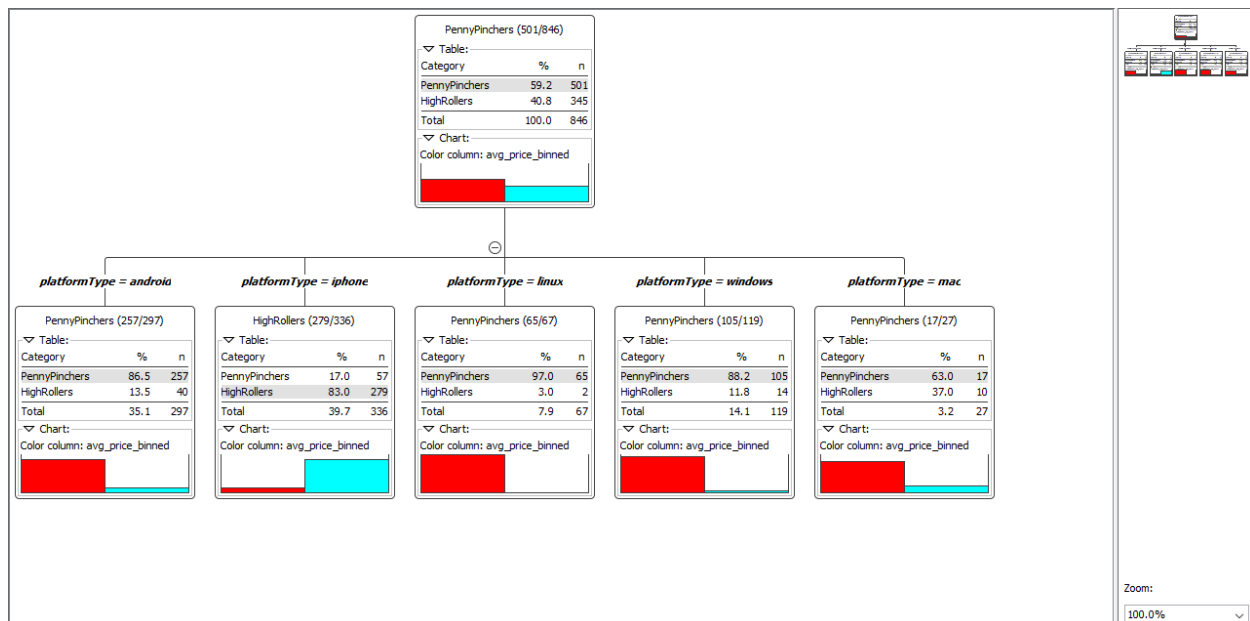 PennyPinchers (501/846)
Table:
Category % n
PennyPinchers 59.2 501
HighRollers 40.8 345
Total 100.0 846
Chart:
Color column: avg_price_binned
platformType = android
PennyPinchers (257/297)
Table:
Category % n
PennyPinchers 86.5 257
HighRollers 13.5 40
Total 35.1 297
Chart:
Color column: avg_price_binned
platformType = iphone
HighRollers (279/336)
Table:
Category % n
PennyPinchers 17.0 57
HighRollers 83.0 279
Total 39.7 336
Chart:
Color column: avg_price_binned
platformType = linux
PennyPinchers (65/67)
Table:
Category % n
PennyPinchers 97.0 65
HighRollers 3.0 2
Total 7.9 67
Chart:
Color column: avg_price_binned
platformType = windows
PennyPinchers (105/119)
Table:
Category % n
PennyPinchers 88.2 105
HighRollers 11.8 14
Total 14.1 119
Chart:
Color column: avg_price_binned
platformType = mac
PennyPinchers (17/27)
Table:
Category % n
PennyPinchers 63.0 17
HighRollers 37.0 10
Total 3.2 27
Chart:
Color column: avg_price_binned
Zoom:
100.0%